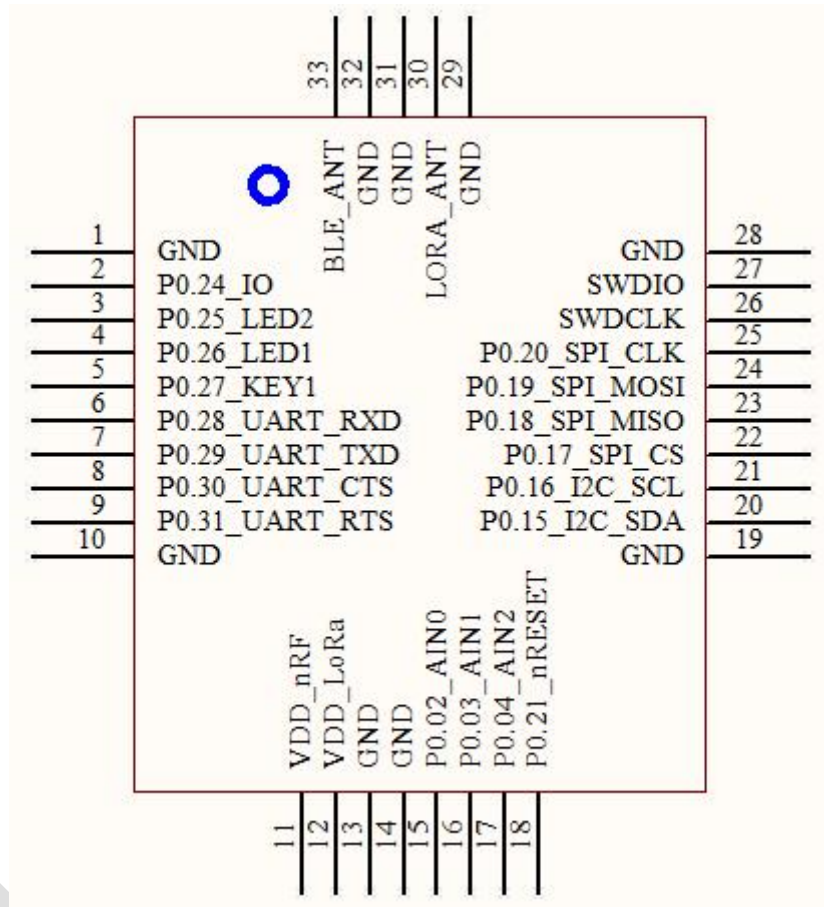 33 32 31 30 29
BLE_ANT GND GND LORA_ANT GND
1 GND
2 P0.24_IO
3 P0.25_LED2
4 P0.26_LED1
5 P0.27_KEY1
6 P0.28_UART_RXD
7 P0.29_UART_TXD
8 P0.30_UART_CTS
9 P0.31_UART_RTS
10 GND
GND 28
SWDIO 27
SWDCLK 26
P0.20_SPI_CLK 25
P0.19_SPI_MOSI 24
P0.18_SPI_MISO 23
P0.17_SPI_CS 22
P0.16_I2C_SCL 21
P0.15_I2C_SDA 20
GND 19
VDD_nRF VDD_LoRa GND GND P0.02_AIN0 P0.03_AIN1 P0.04_AIN2 P0.21_nRESET
11 12 13 14 15 16 17 18